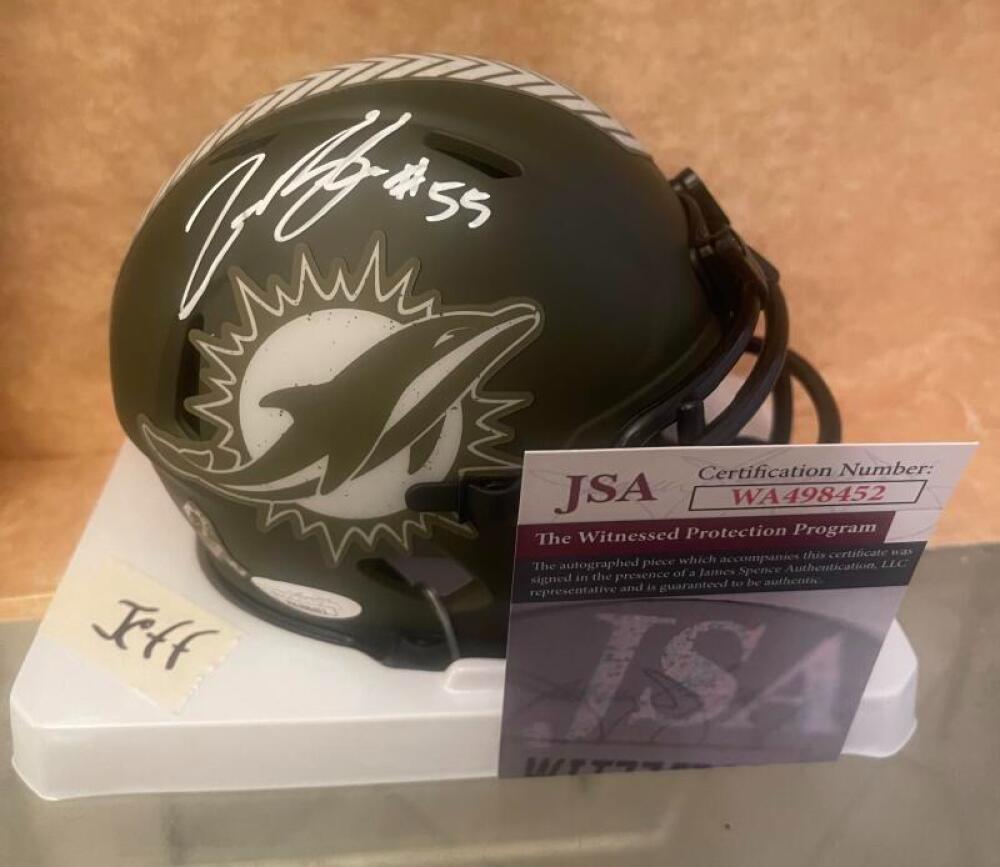 #55
JSA
Certification Number:
WA498452
The Witnessed Protection Program
The autographed piece which accompanies this certificate was
signed in the presence of a James Spence Authentication, LLC
representative and is guaranteed to be authentic.
JSA
Jeff